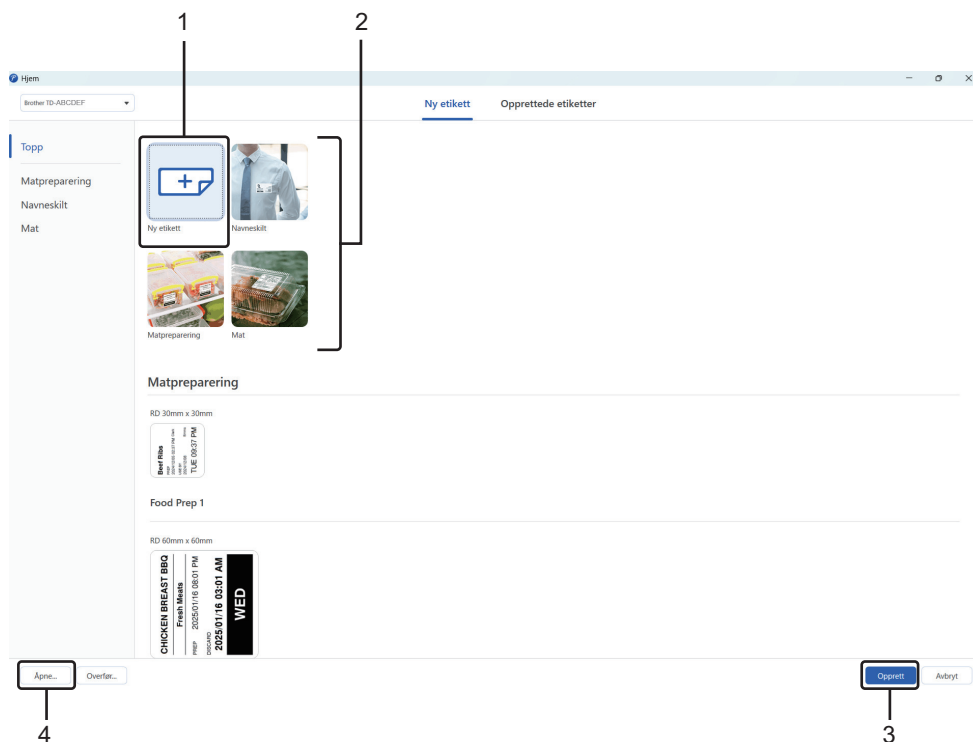 1
2
Hjem
Brother TD-ABCDEF
Ny etikett
Opprettede etiketter
Topp
Matpreparering
Navneskilt
Mat
Ny etikett
Navneskilt
Matpreparering
Mat
Matpreparering
RD 30mm x 30mm
Beef Ribs
TUE 09:37 PM
Food Prep 1
RD 60mm x 60mm
CHICKEN BREAST BBQ
Fresh Meats
PREP 2025/01/16 08:01 PM
DISCARD
2025/01/16 03:01 AM
WED
Åpne...
Overfør...
Opprett
Avbryt
4
3